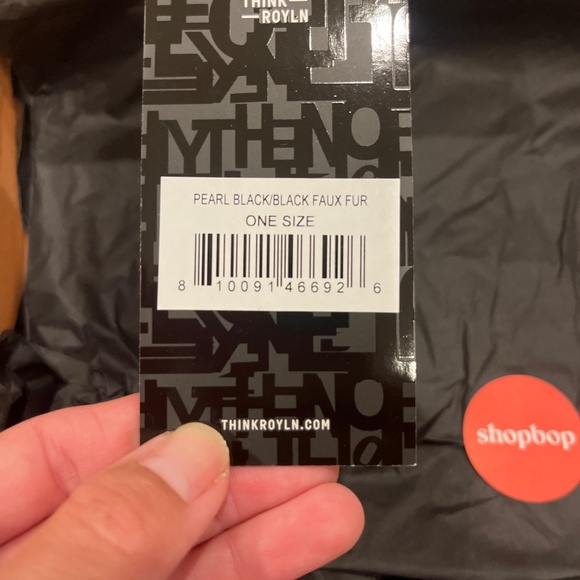 THINK—
—ROYLN
PEARL BLACK/BLACK FAUX FUR
ONE SIZE
8 10091 46692 6
THINKROYLN.COM
shopbop